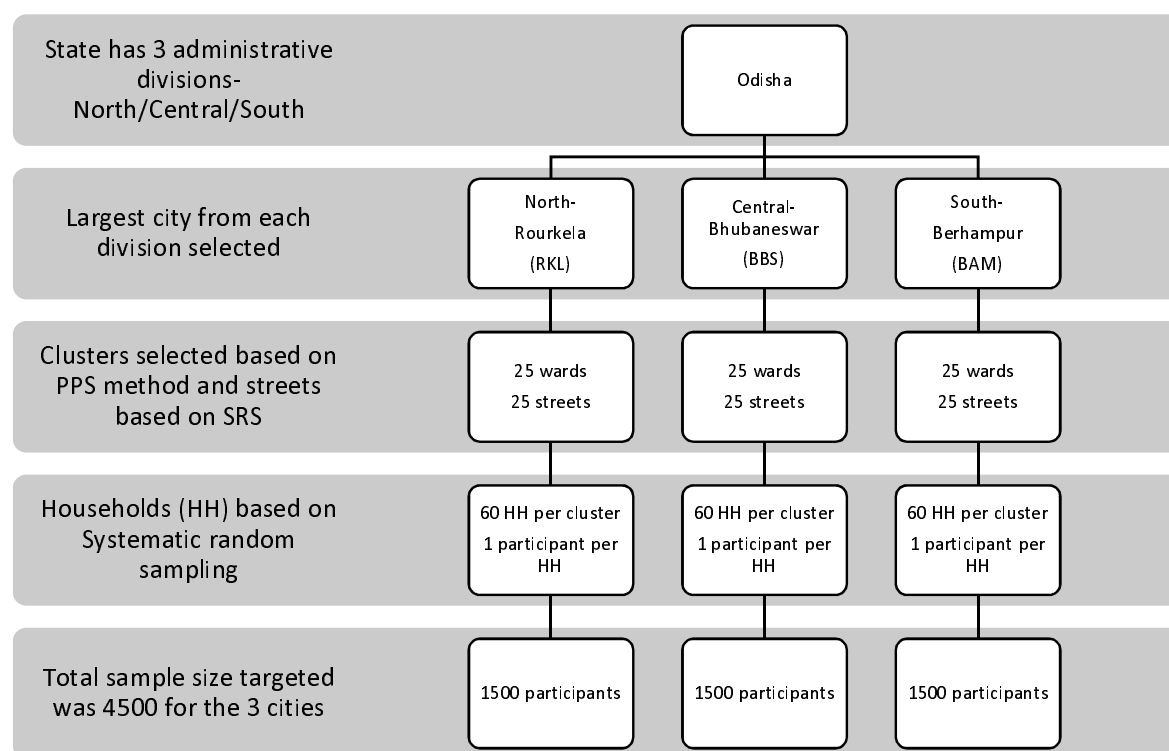 State has 3 administrative
divisions-
North/Central/South
Odisha
Largest city from each
division selected
North-
Rourkela
(RKL)
Central-
Bhubaneswar
(BBS)
South-
Berhampur
(BAM)
Clusters selected based on
PPS method and streets
based on SRS
25 wards
25 streets
25 wards
25 streets
25 wards
25 streets
Households (HH) based on
Systematic random
sampling
60 HH per cluster
1 participant per
HH
60 HH per cluster
1 participant per
HH
60 HH per cluster
1 participant per
HH
Total sample size targeted
was 4500 for the 3 cities
1500 participants
1500 participants
1500 participants